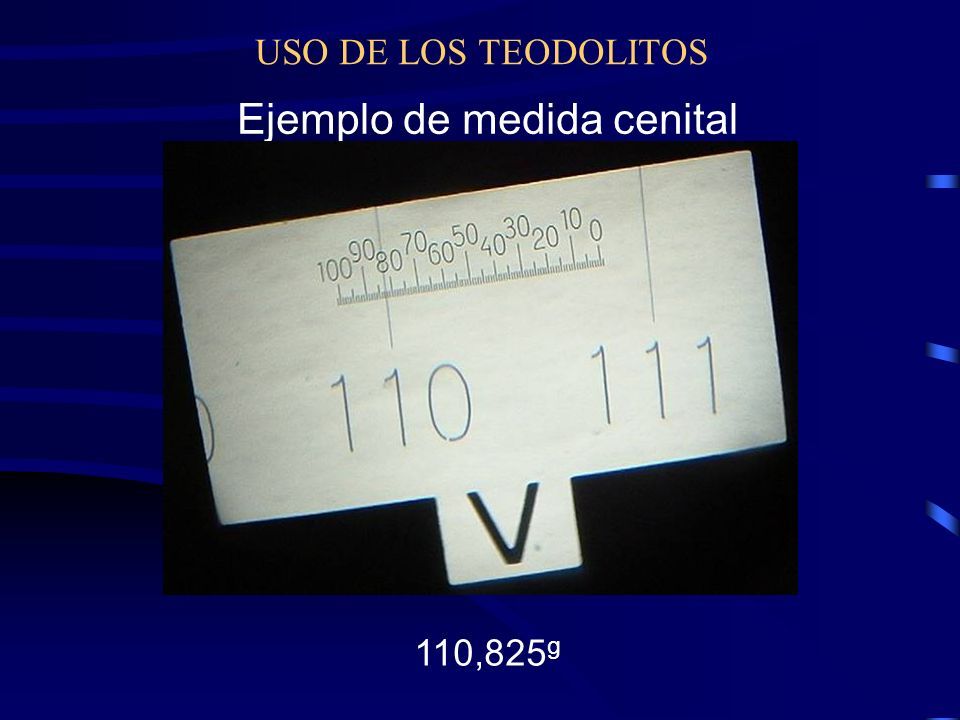 USO DE LOS TEODOLITOS
Ejemplo de medida cenital
100 90 80 70 60 50 40 30 20 10 0
110 111
V
110,825g